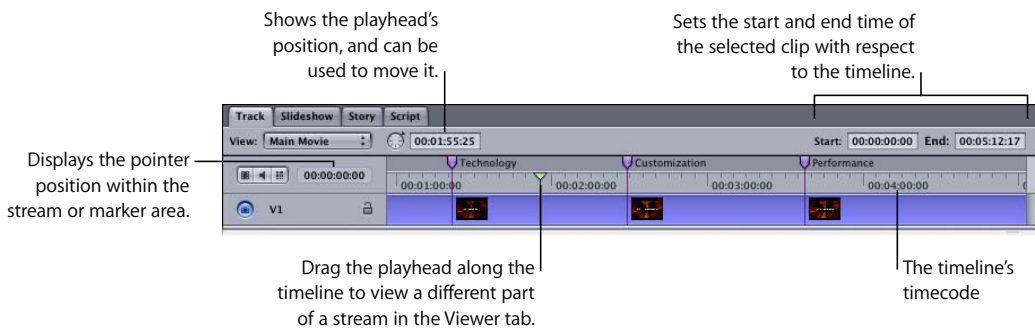 Shows the playhead's
position, and can be
used to move it.
Sets the start and end time of
the selected clip with respect
to the timeline.
Track Slideshow Story Script
View: Main Movie 00:01:55:25 Start: 00:00:00:00 End: 00:05:12:17
Displays the pointer
position within the
stream or marker area.
00:00:00:00
Technology Customization Performance
00:01:00:00 00:02:00:00 00:03:00:00 00:04:00:00
V1
Drag the playhead along the
timeline to view a different part
of a stream in the Viewer tab.
The timeline's
timecode